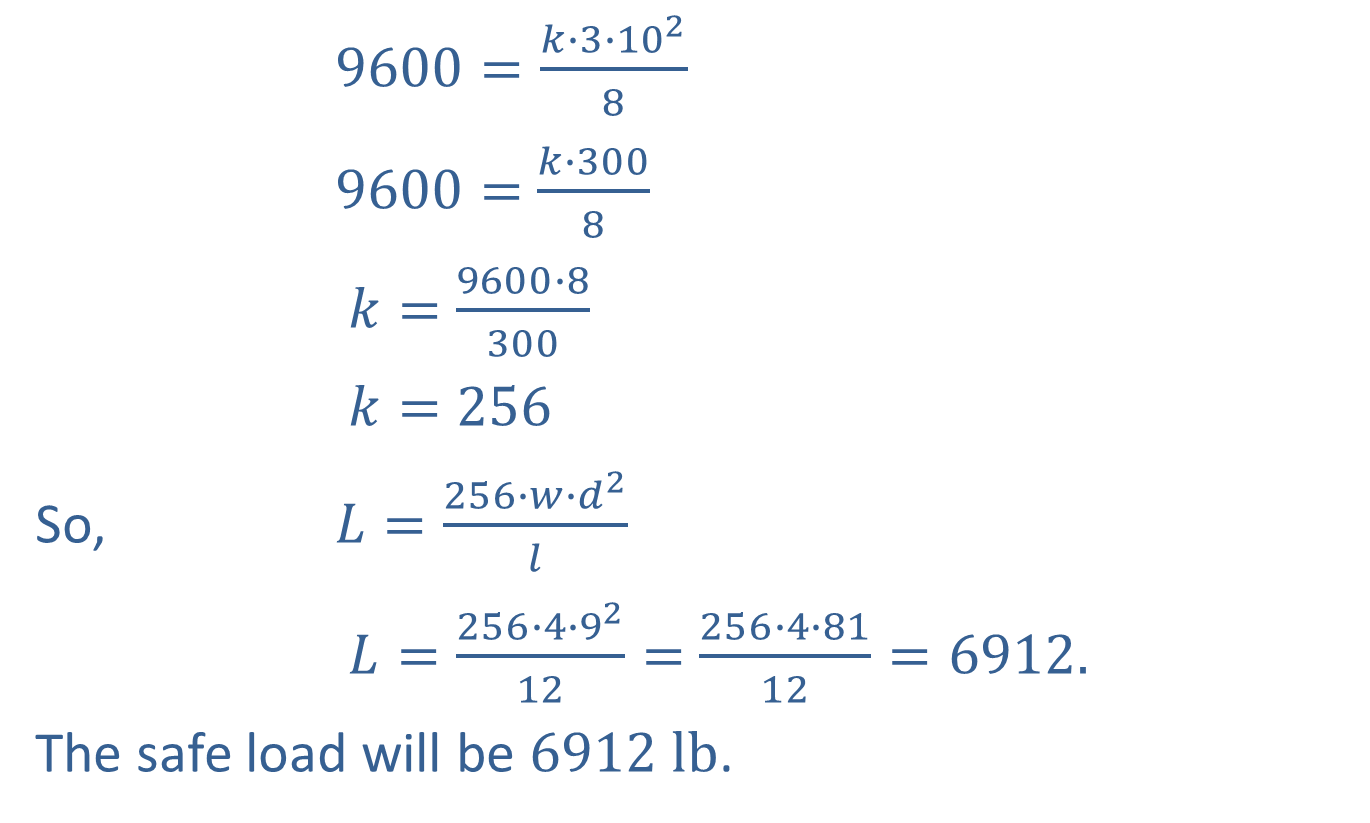 9600 = k·3·10² / 8
9600 = k·300 / 8
k = 9600·8 / 300
k = 256
So, L = 256·w·d² / l
L = 256·4·9² / 12 = 256·4·81 / 12 = 6912.
The safe load will be 6912 lb.